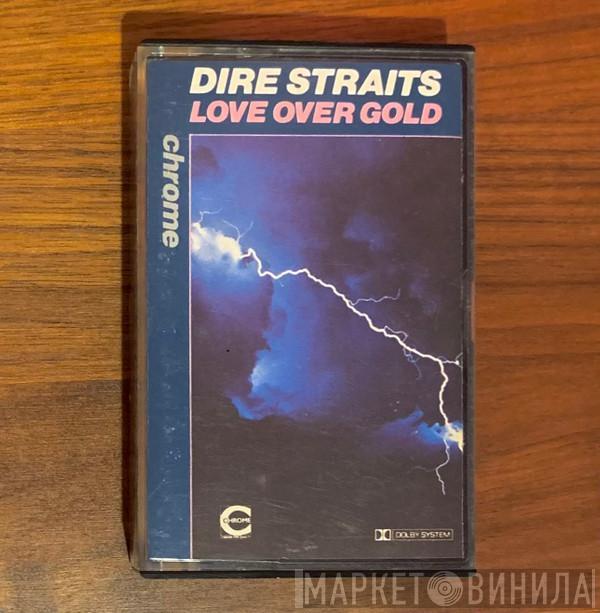 DIRE STRAITS
LOVE OVER GOLD
chrome
CHROME
DOLBY SYSTEM
МАРКЕТ ВИНИЛА